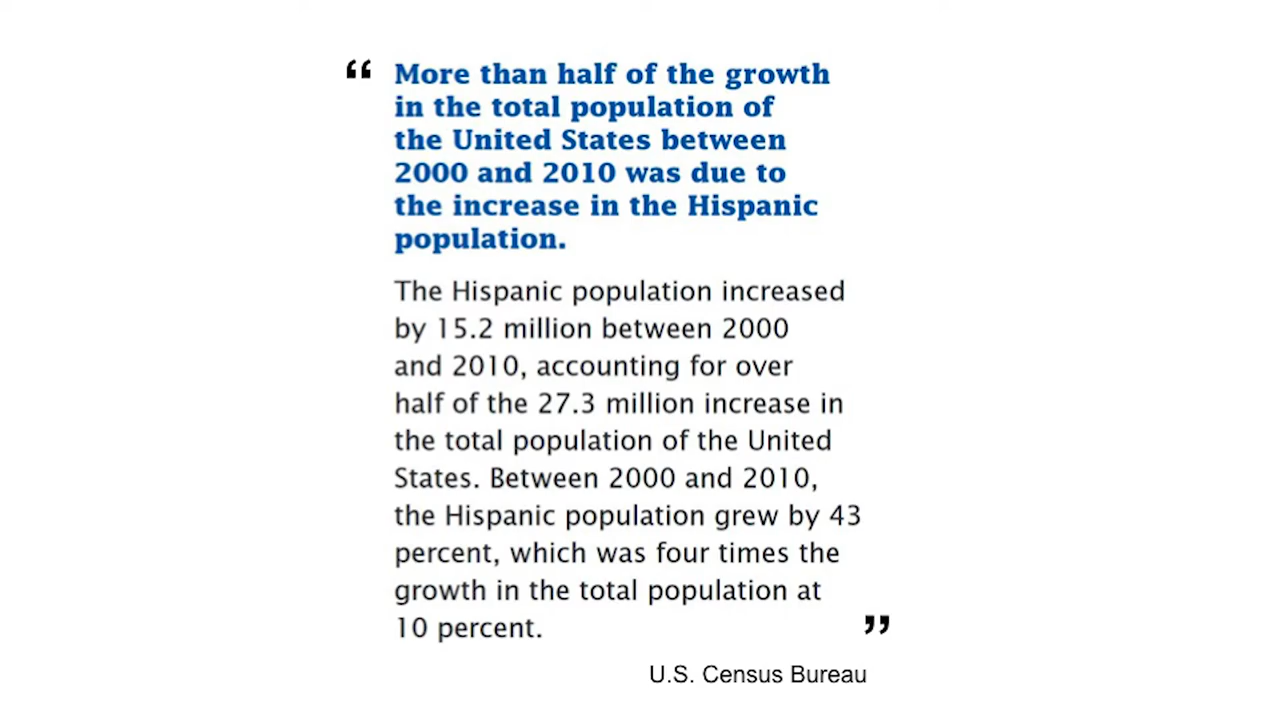 “ More than half of the growth
in the total population of
the United States between
2000 and 2010 was due to
the increase in the Hispanic
population.
The Hispanic population increased
by 15.2 million between 2000
and 2010, accounting for over
half of the 27.3 million increase in
the total population of the United
States. Between 2000 and 2010,
the Hispanic population grew by 43
percent, which was four times the
growth in the total population at
10 percent. ”
U.S. Census Bureau